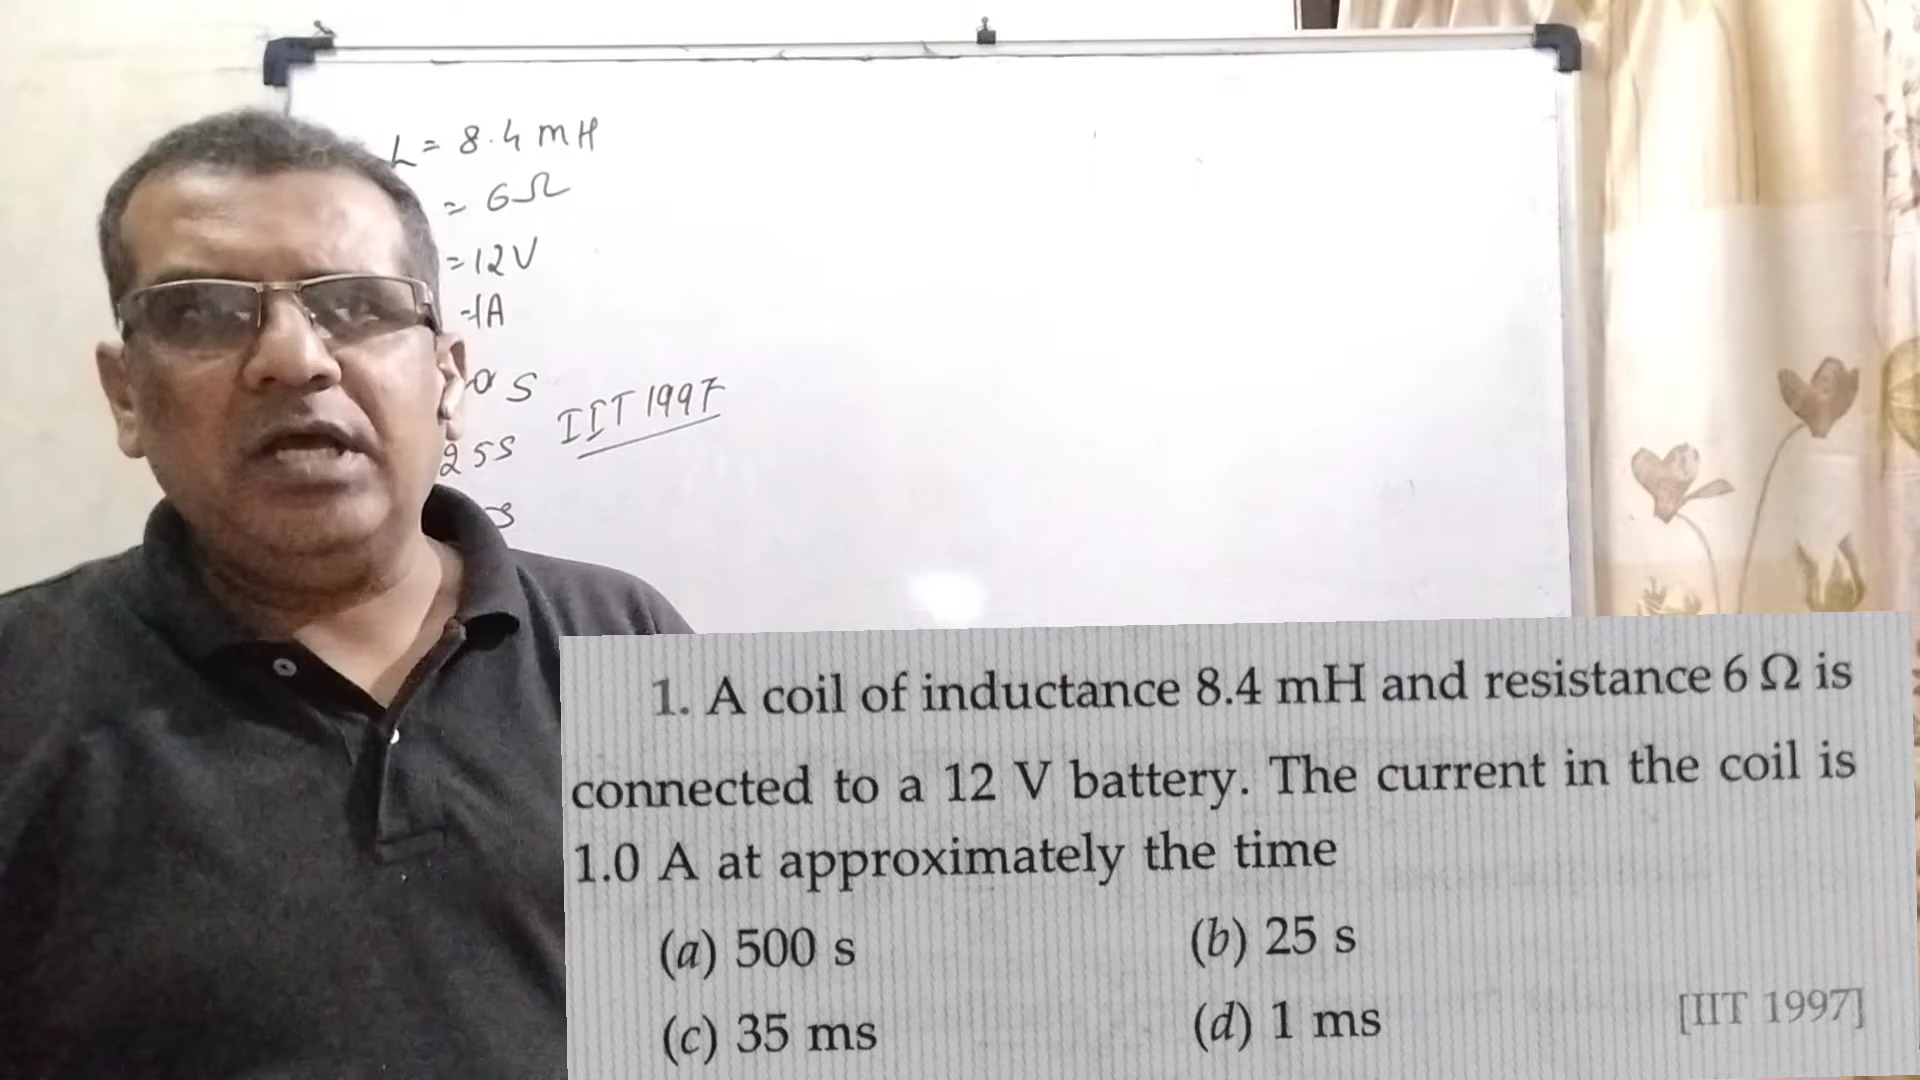 L = 8.4 mH
= 6Ω
= 12V
= 1A
s
25s
IIT 1997
s
1. A coil of inductance 8.4 mH and resistance 6 Ω is
connected to a 12 V battery. The current in the coil is
1.0 A at approximately the time
(a) 500 s (b) 25 s
(c) 35 ms (d) 1 ms
[IIT 1997]